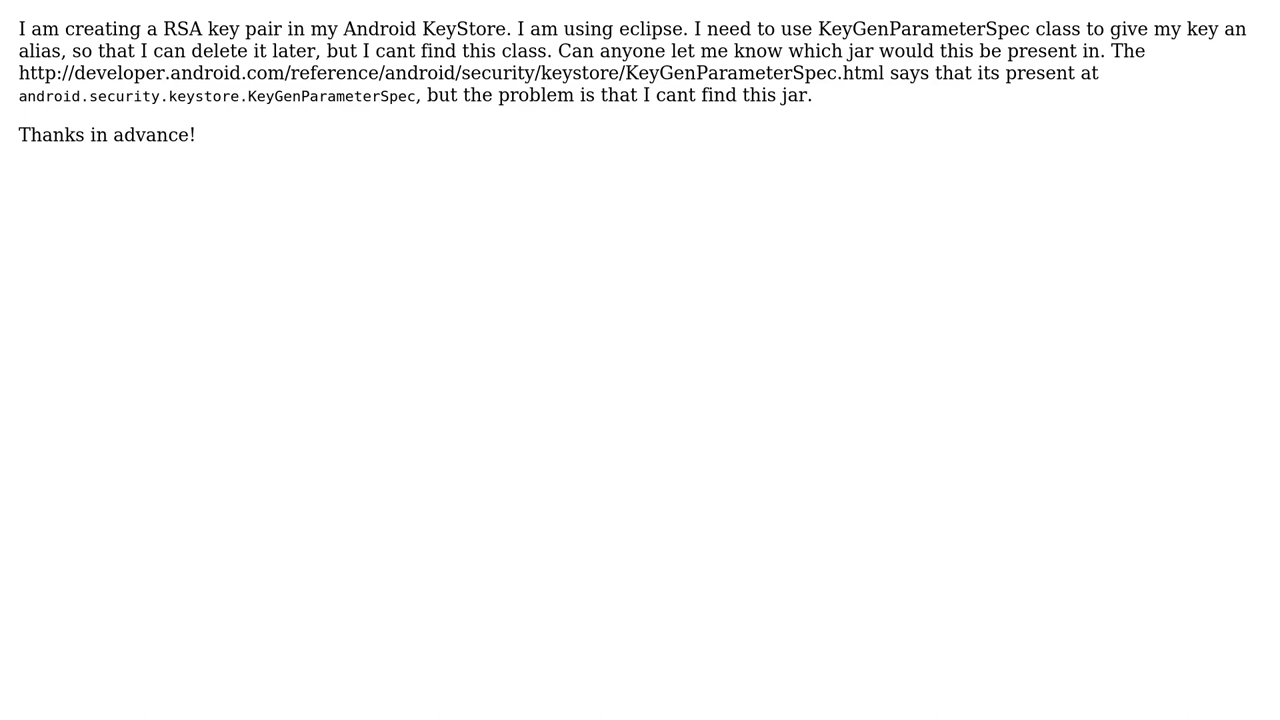 I am creating a RSA key pair in my Android KeyStore. I am using eclipse. I need to use KeyGenParameterSpec class to give my key an
alias, so that I can delete it later, but I cant find this class. Can anyone let me know which jar would this be present in. The
http://developer.android.com/reference/android/security/keystore/KeyGenParameterSpec.html says that its present at
android.security.keystore.KeyGenParameterSpec, but the problem is that I cant find this jar.
Thanks in advance!